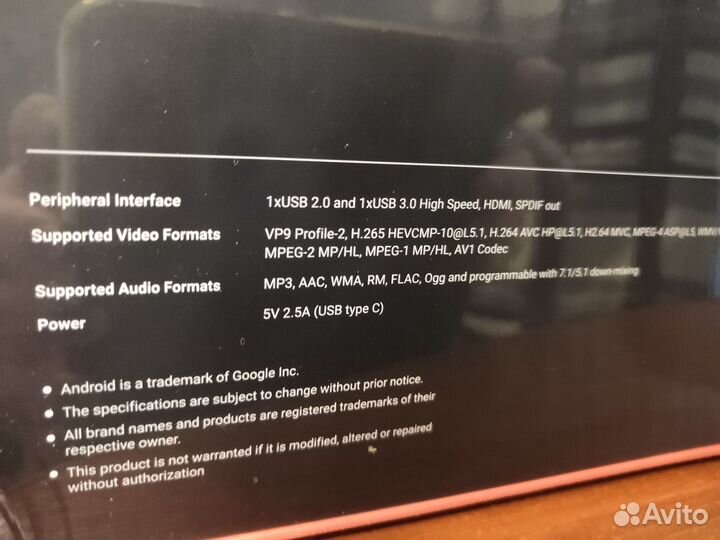 Peripheral Interface 1xUSB 2.0 and 1xUSB 3.0 High Speed, HDMI, SPDIF out
Supported Video Formats VP9 Profile-2, H.265 HEVCMP-10@L5.1, H.264 AVC HP@L5.1, H2 64 MVC, MPEG-4 ASP@L5,
MPEG-2 MP/HL, MPEG-1 MP/HL, AV1 Codec
Supported Audio Formats MP3, AAC, WMA, RM, FLAC, Ogg and programmable with 7.1/5.1 down-mixing
Power 5V 2.5A (USB type C)
• Android is a trademark of Google Inc.
• The specifications are subject to change without prior notice.
• All brand names and products are registered trademarks of their
respective owner.
• This product is not warranted if it is modified, altered or repaired
without authorization
Avito